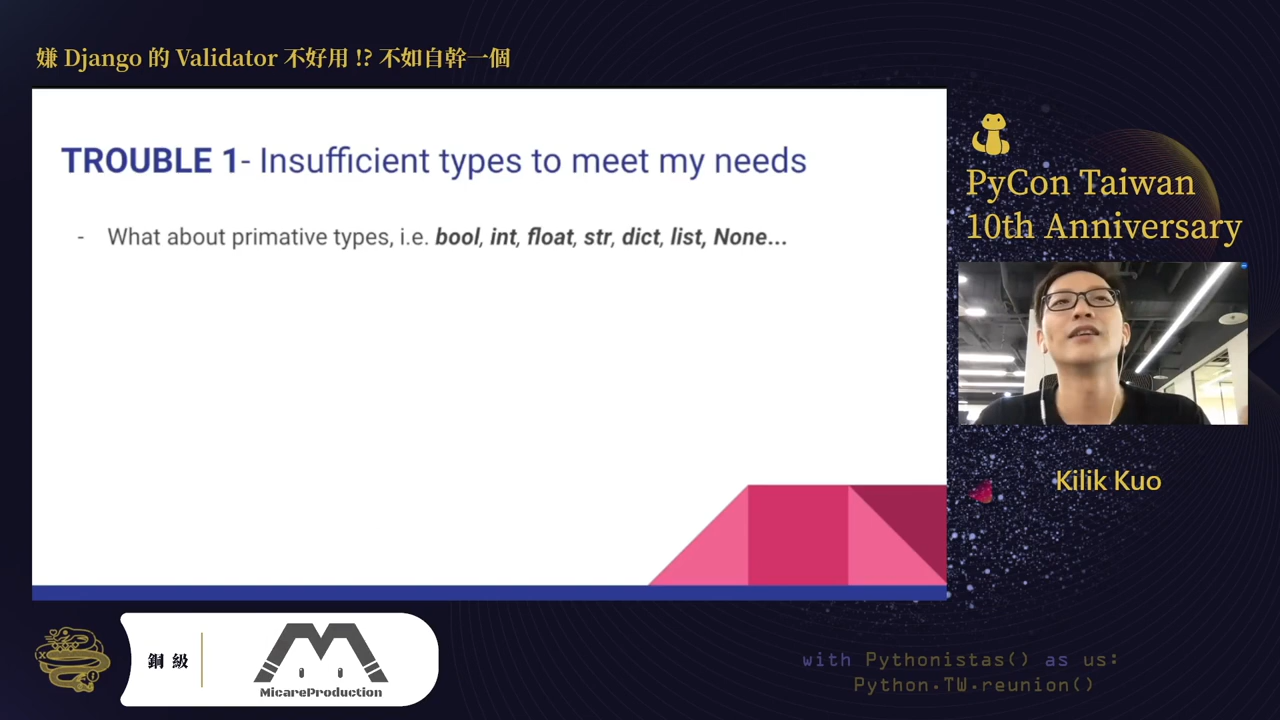 嫌 Django 的 Validator 不好用 !? 不如自幹一個
TROUBLE 1- Insufficient types to meet my needs
- What about primative types, i.e. bool, int, float, str, dict, list, None...
PyCon Taiwan
10th Anniversary
Kilik Kuo
銅 級
MicareProduction
with Pythonistas() as us:
Python.TW.reunion()